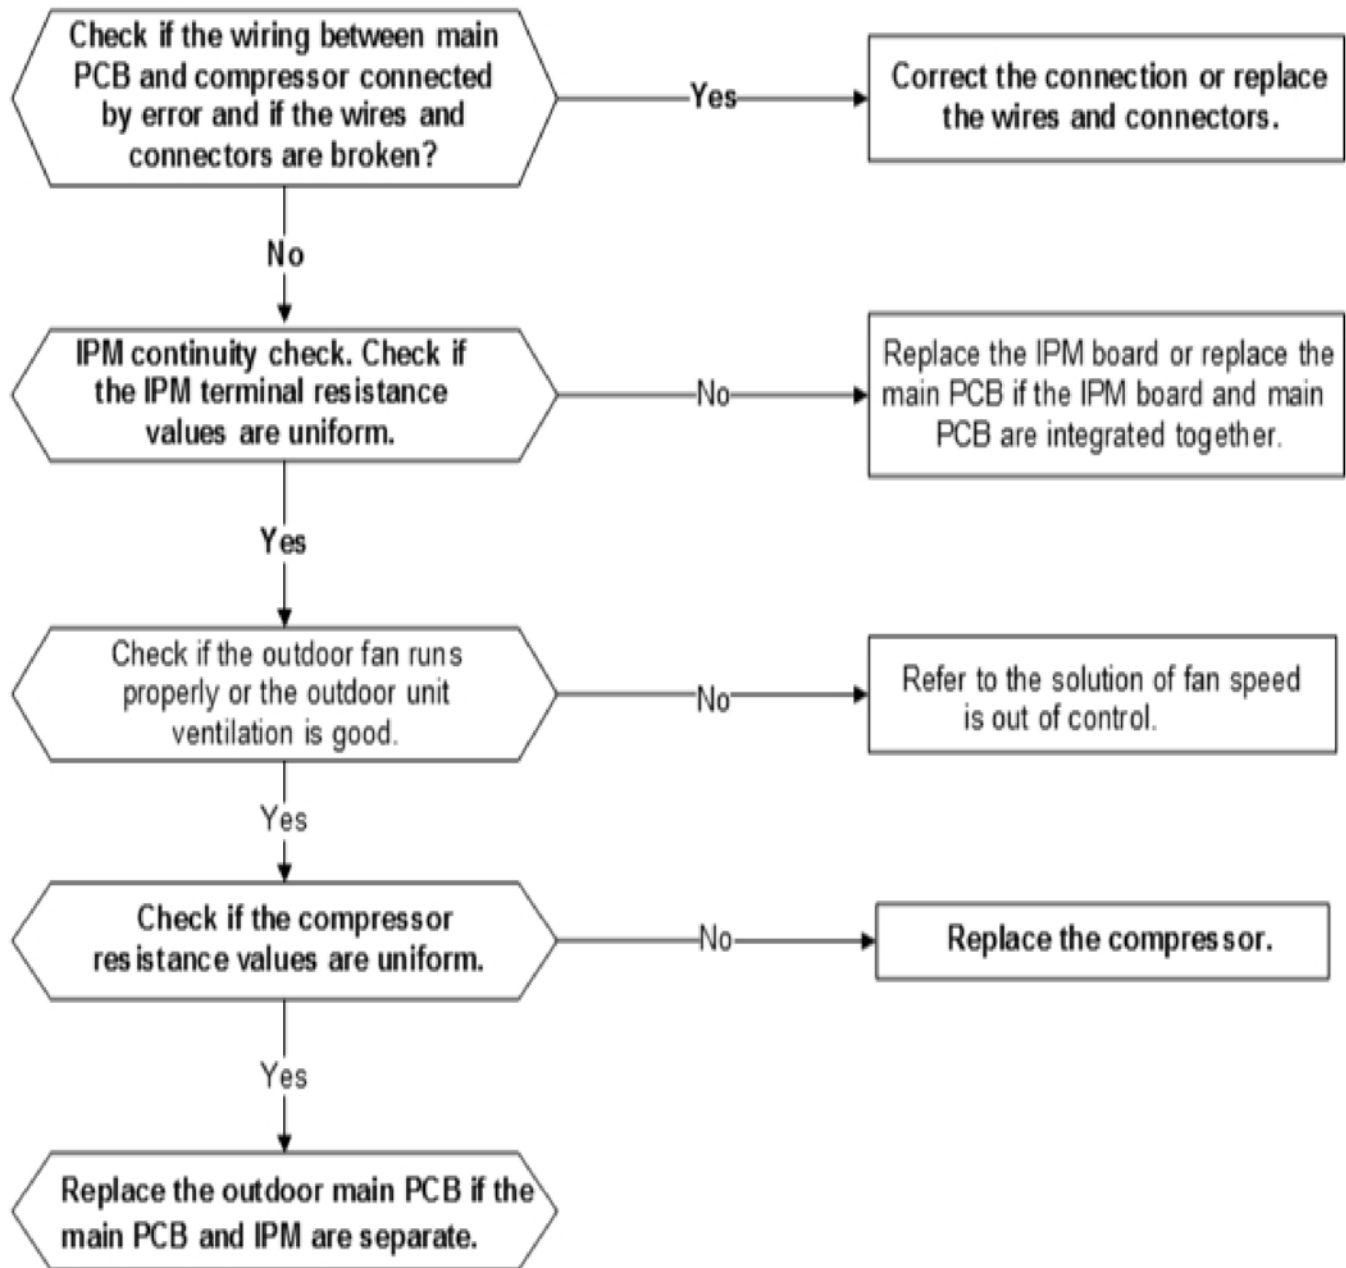 Check if the wiring between main
PCB and compressor connected
by error and if the wires and
connectors are broken?
Yes
Correct the connection or replace
the wires and connectors.
No
IPM continuity check. Check if
the IPM terminal resistance
values are uniform.
No
Replace the IPM board or replace the
main PCB if the IPM board and main
PCB are integrated together.
Yes
Check if the outdoor fan runs
properly or the outdoor unit
ventilation is good.
No
Refer to the solution of fan speed
is out of control.
Yes
Check if the compressor
resistance values are uniform.
No
Replace the compressor.
Yes
Replace the outdoor main PCB if the
main PCB and IPM are separate.